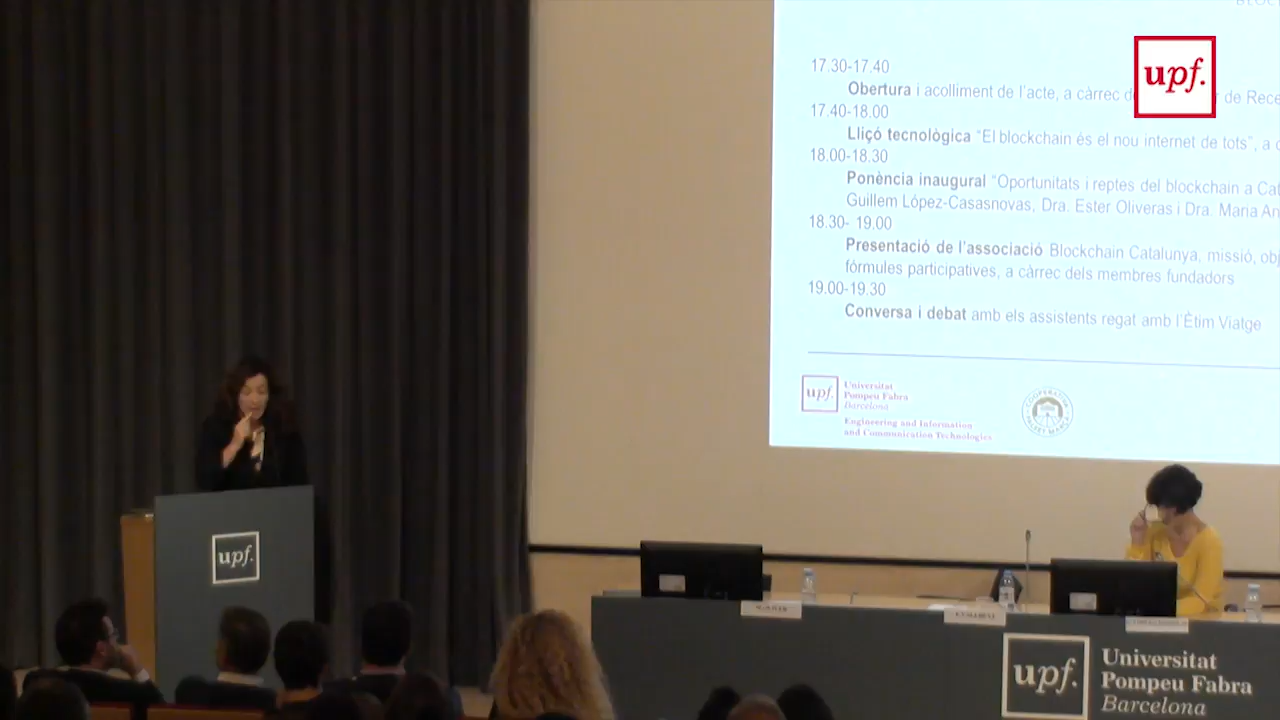 17.30-17.40
Obertura i acolliment de l'acte, a càrrec de Rece
17.40-18.00
Lliçó tecnològica "El blockchain és el nou internet de tots", a
18.00-18.30
Ponència inaugural "Oportunitats i reptes del blockchain a Cat
Guillem López-Casasnovas, Dra. Ester Oliveras i Dra. Maria An
18.30- 19.00
Presentació de l'associació Blockchain Catalunya, missió, obj
fórmules participatives, a càrrec dels membres fundadors
19.00-19.30
Conversa i debat amb els assistents regat amb l'Ètim Viatge
upf.
Universitat
Pompeu Fabra
Barcelona
Engineering and Information
and Communication Technologies
upf.
upf.
upf.
Universitat
Pompeu Fabra
Barcelona